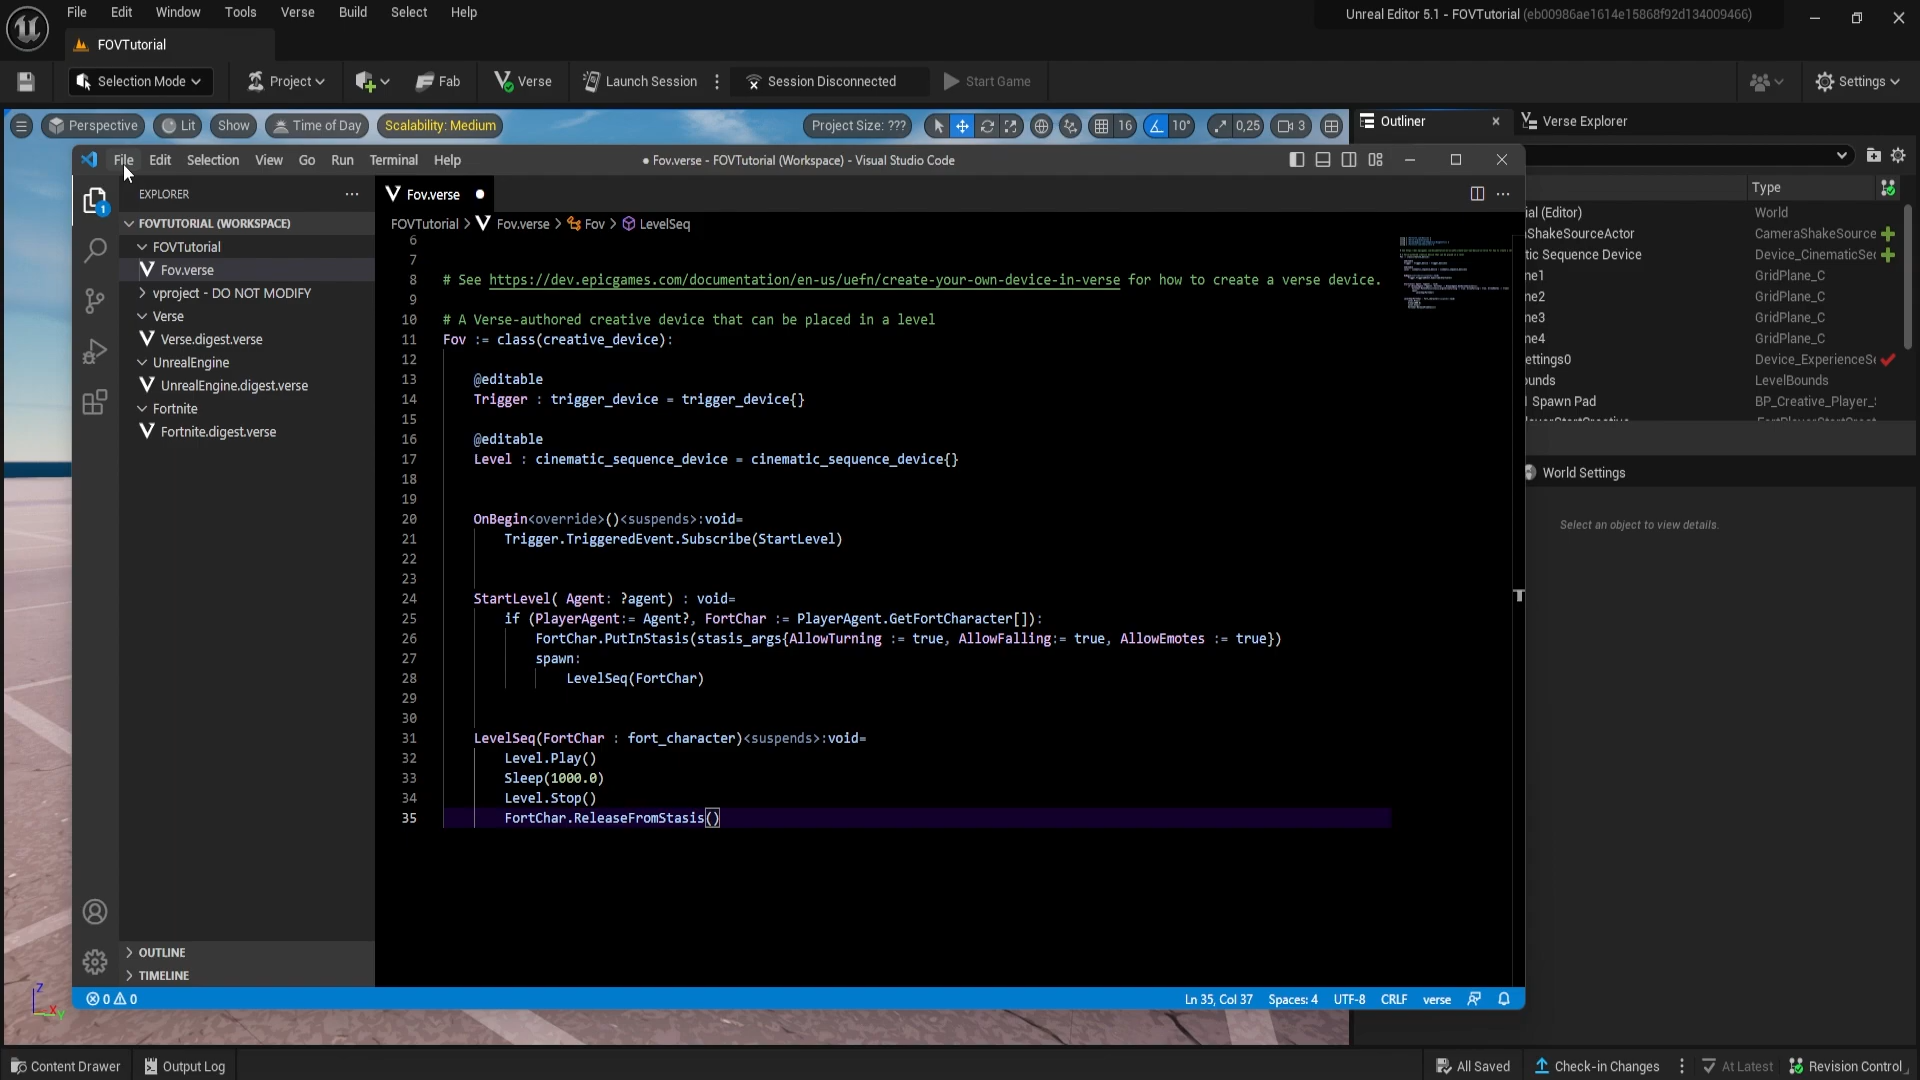 File Edit Window Tools Verse Build Select Help
Unreal Editor 5.1 - FOVTutorial (eb00986ae1614e15868f92d134009466)
FOVTutorial
Selection Mode Project Fab Verse Launch Session Session Disconnected Start Game Settings
Perspective Lit Show Time of Day Scalability: Medium Project Size: ??? 16 10° 0,25 3
Outliner Verse Explorer
File Edit Selection View Go Run Terminal Help
● Fov.verse - FOVTutorial (Workspace) - Visual Studio Code
EXPLORER
1
FOVTUTORIAL (WORKSPACE)
FOVTutorial
Fov.verse
vproject - DO NOT MODIFY
Verse
Verse.digest.verse
UnrealEngine
UnrealEngine.digest.verse
Fortnite
Fortnite.digest.verse
OUTLINE
TIMELINE
Fov.verse
FOVTutorial > Fov.verse > Fov > LevelSeq
6
7
8 # See https://dev.epicgames.com/documentation/en-us/uefn/create-your-own-device-in-verse for how to create a verse device.
9
10 # A Verse-authored creative device that can be placed in a level
11 Fov := class(creative_device):
12
13 @editable
14 Trigger : trigger_device = trigger_device{}
15
16 @editable
17 Level : cinematic_sequence_device = cinematic_sequence_device{}
18
19
20 OnBegin<override>()<suspends>:void=
21 Trigger.TriggeredEvent.Subscribe(StartLevel)
22
23
24 StartLevel( Agent: ?agent) : void=
25 if (PlayerAgent:= Agent?, FortChar := PlayerAgent.GetFortCharacter[]):
26 FortChar.PutInStasis(stasis_args{AllowTurning := true, AllowFalling:= true, AllowEmotes := true})
27 spawn:
28 LevelSeq(FortChar)
29
30
31 LevelSeq(FortChar : fort_character)<suspends>:void=
32 Level.Play()
33 Sleep(1000.0)
34 Level.Stop()
35 FortChar.ReleaseFromStasis()
0 0
Ln 35, Col 37 Spaces: 4 UTF-8 CRLF verse
Type
ial (Editor) World
ShakeSourceActor CameraShakeSource
tic Sequence Device Device_CinematicSe
ne1 GridPlane_C
ne2 GridPlane_C
ne3 GridPlane_C
ne4 GridPlane_C
ettings0 Device_ExperienceSe
ounds LevelBounds
Spawn Pad BP_Creative_Player_
World Settings
Select an object to view details.
Z
X
Y
Content Drawer Output Log All Saved Check-in Changes At Latest Revision Control